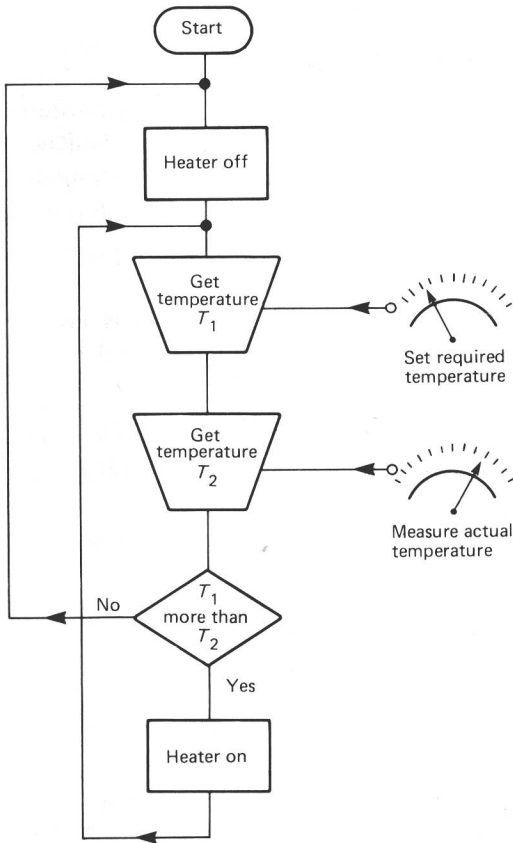 Start
Heater off
Get
temperature
T1
Set required
temperature
Get
temperature
T2
Measure actual
temperature
T1
more than
T2
No
Yes
Heater on